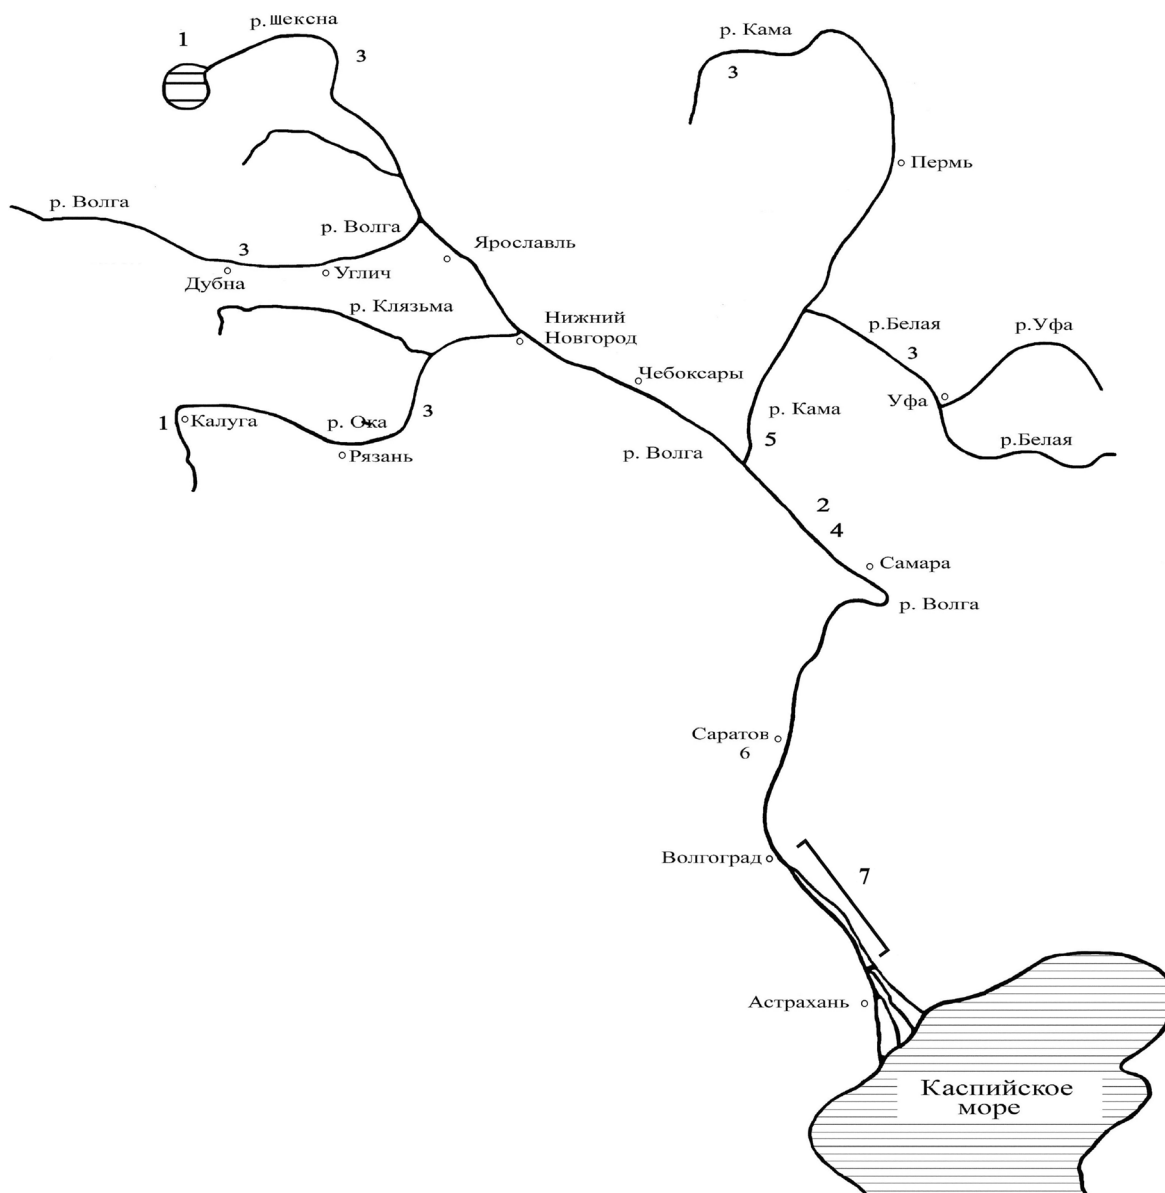 р. Шексна
1
3
р. Кама
3
Пермь
р. Волга
р. Волга
3
Ярославль
Дубна
Углич
р. Клязьма
Нижний
Новгород
р.Белая
3
р.Уфа
Чебоксары
Уфа
1
Калуга
р. Ока
3
Рязань
р. Кама
5
р.Белая
р. Волга
2
4
Самара
р. Волга
Саратов
6
Волгоград
7
Астрахань
Каспийское
море